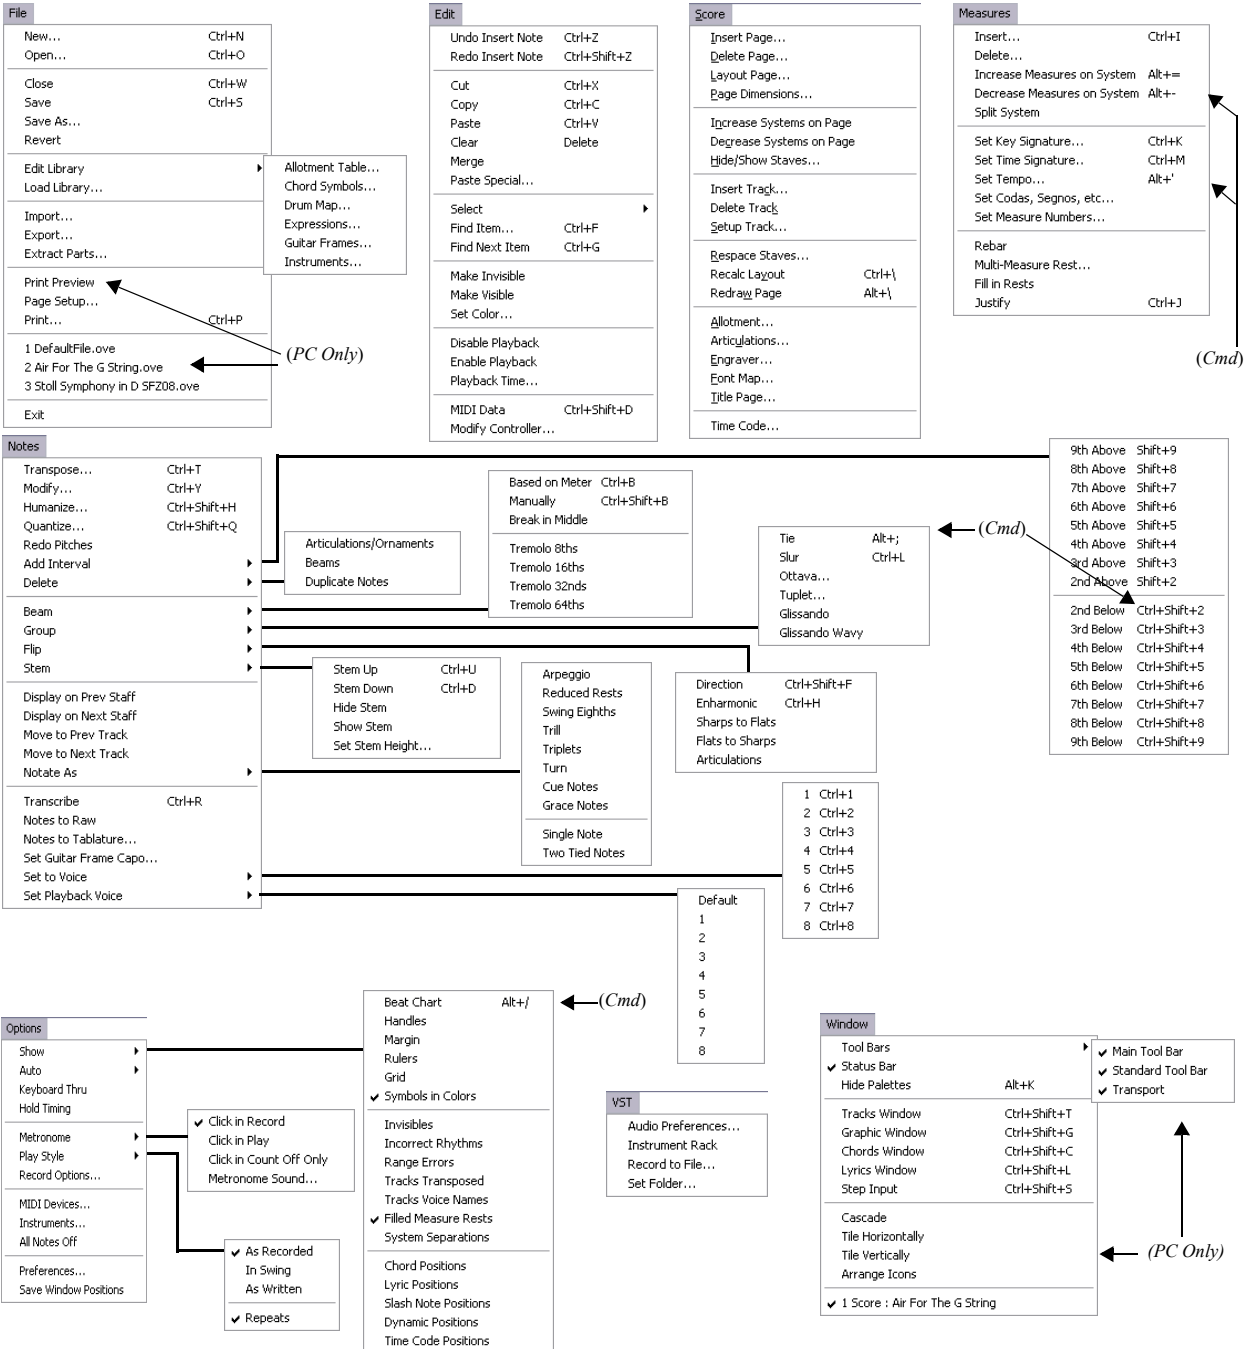 File
New... Ctrl+N
Open... Ctrl+O
Close Ctrl+W
Save Ctrl+S
Save As...
Revert
Edit Library
Load Library...
Import...
Export...
Extract Parts...
Print Preview
Page Setup...
Print... Ctrl+P
1 DefaultFile.ove
2 Air For The G String.ove
3 Stoll Symphony in D SFZ08.ove
Exit
Allotment Table...
Chord Symbols...
Drum Map...
Expressions...
Guitar Frames...
Instruments...
(PC Only)
Edit
Undo Insert Note Ctrl+Z
Redo Insert Note Ctrl+Shift+Z
Cut Ctrl+X
Copy Ctrl+C
Paste Ctrl+V
Clear Delete
Merge
Paste Special...
Select
Find Item... Ctrl+F
Find Next Item Ctrl+G
Make Invisible
Make Visible
Set Color...
Disable Playback
Enable Playback
Playback Time...
MIDI Data Ctrl+Shift+D
Modify Controller...
Score
Insert Page...
Delete Page...
Layout Page...
Page Dimensions...
Increase Systems on Page
Decrease Systems on Page
Hide/Show Staves...
Insert Track...
Delete Track
Setup Track...
Respace Staves...
Recalc Layout Ctrl+\
Redraw Page Alt+\
Allotment...
Articulations...
Engraver...
Font Map...
Title Page...
Time Code...
Measures
Insert... Ctrl+I
Delete...
Increase Measures on System Alt+=
Decrease Measures on System Alt+-
Split System
Set Key Signature... Ctrl+K
Set Time Signature.. Ctrl+M
Set Tempo... Alt+'
Set Codas, Segnos, etc...
Set Measure Numbers...
Rebar
Multi-Measure Rest...
Fill in Rests
Justify Ctrl+J
(Cmd)
Notes
Transpose... Ctrl+T
Modify... Ctrl+Y
Humanize... Ctrl+Shift+H
Quantize... Ctrl+Shift+Q
Redo Pitches
Add Interval
Delete
Beam
Group
Flip
Stem
Display on Prev Staff
Display on Next Staff
Move to Prev Track
Move to Next Track
Notate As
Transcribe Ctrl+R
Notes to Raw
Notes to Tablature...
Set Guitar Frame Capo...
Set to Voice
Set Playback Voice
Articulations/Ornaments
Beams
Duplicate Notes
Based on Meter Ctrl+B
Manually Ctrl+Shift+B
Break in Middle
Tremolo 8ths
Tremolo 16ths
Tremolo 32nds
Tremolo 64ths
Tie Alt+;
Slur Ctrl+L
Ottava...
Tuplet...
Glissando
Glissando Wavy
(Cmd)
9th Above Shift+9
8th Above Shift+8
7th Above Shift+7
6th Above Shift+6
5th Above Shift+5
4th Above Shift+4
3rd Above Shift+3
2nd Above Shift+2
2nd Below Ctrl+Shift+2
3rd Below Ctrl+Shift+3
4th Below Ctrl+Shift+4
5th Below Ctrl+Shift+5
6th Below Ctrl+Shift+6
7th Below Ctrl+Shift+7
8th Below Ctrl+Shift+8
9th Below Ctrl+Shift+9
Stem Up Ctrl+U
Stem Down Ctrl+D
Hide Stem
Show Stem
Set Stem Height...
Arpeggio
Reduced Rests
Swing Eighths
Trill
Triplets
Turn
Cue Notes
Grace Notes
Single Note
Two Tied Notes
Direction Ctrl+Shift+F
Enharmonic Ctrl+H
Sharps to Flats
Flats to Sharps
Articulations
1 Ctrl+1
2 Ctrl+2
3 Ctrl+3
4 Ctrl+4
5 Ctrl+5
6 Ctrl+6
7 Ctrl+7
8 Ctrl+8
Default
1
2
3
4
5
6
7
8
Options
Show
Auto
Keyboard Thru
Hold Timing
Metronome
Play Style
Record Options...
MIDI Devices...
Instruments...
All Notes Off
Preferences...
Save Window Positions
Click in Record
Click in Play
Click in Count Off Only
Metronome Sound...
As Recorded
In Swing
As Written
Repeats
Beat Chart Alt+/
Handles
Margin
Rulers
Grid
Symbols in Colors
Invisibles
Incorrect Rhythms
Range Errors
Tracks Transposed
Tracks Voice Names
Filled Measure Rests
System Separations
Chord Positions
Lyric Positions
Slash Note Positions
Dynamic Positions
Time Code Positions
(Cmd)
VST
Audio Preferences...
Instrument Rack
Record to File...
Set Folder...
Window
Tool Bars
Status Bar
Hide Palettes Alt+K
Tracks Window Ctrl+Shift+T
Graphic Window Ctrl+Shift+G
Chords Window Ctrl+Shift+C
Lyrics Window Ctrl+Shift+L
Step Input Ctrl+Shift+S
Cascade
Tile Horizontally
Tile Vertically
Arrange Icons
1 Score : Air For The G String
Main Tool Bar
Standard Tool Bar
Transport
(PC Only)